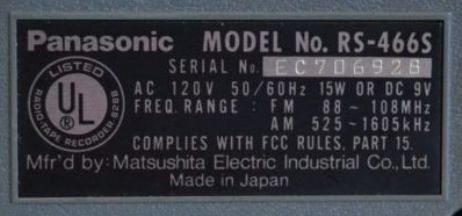 Panasonic MODEL No. RS-466S
SERIAL No. EC706928
LISTED
UL
®
RADIO-TAPE RECORDER 828B
AC 120V 50/60Hz 15W OR DC 9V
FREQ. RANGE : FM 88~108MHz
AM 525~1605kHz
COMPLIES WITH FCC RULES, PART 15.
Mfr'd by: Matsushita Electric Industrial Co., Ltd.
Made in Japan